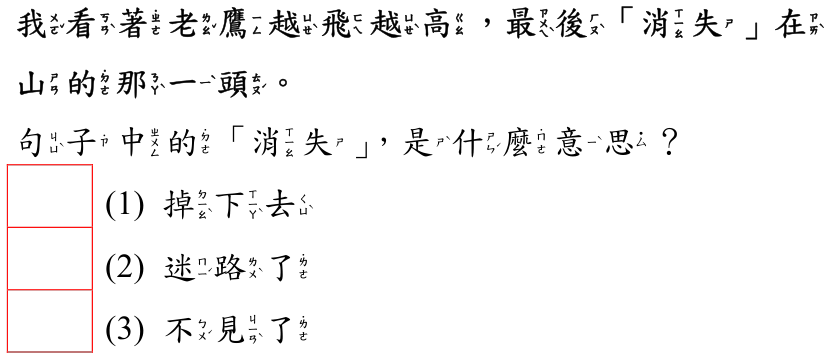 我看著老鷹越飛越高，最後「消失」在
山的那一頭。
句子中的「消失」，是什麼意思？
(1) 掉下去
(2) 迷路了
(3) 不見了